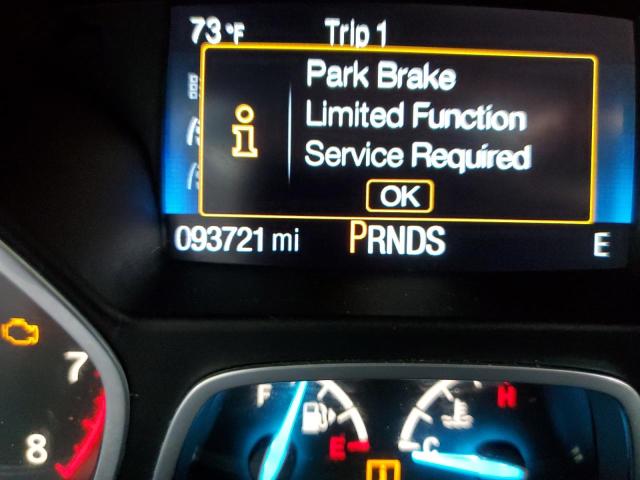 73°F Trip 1
Park Brake
Limited Function
Service Required
OK
093721 mi PRNDS E
7
8
F
E
H
C